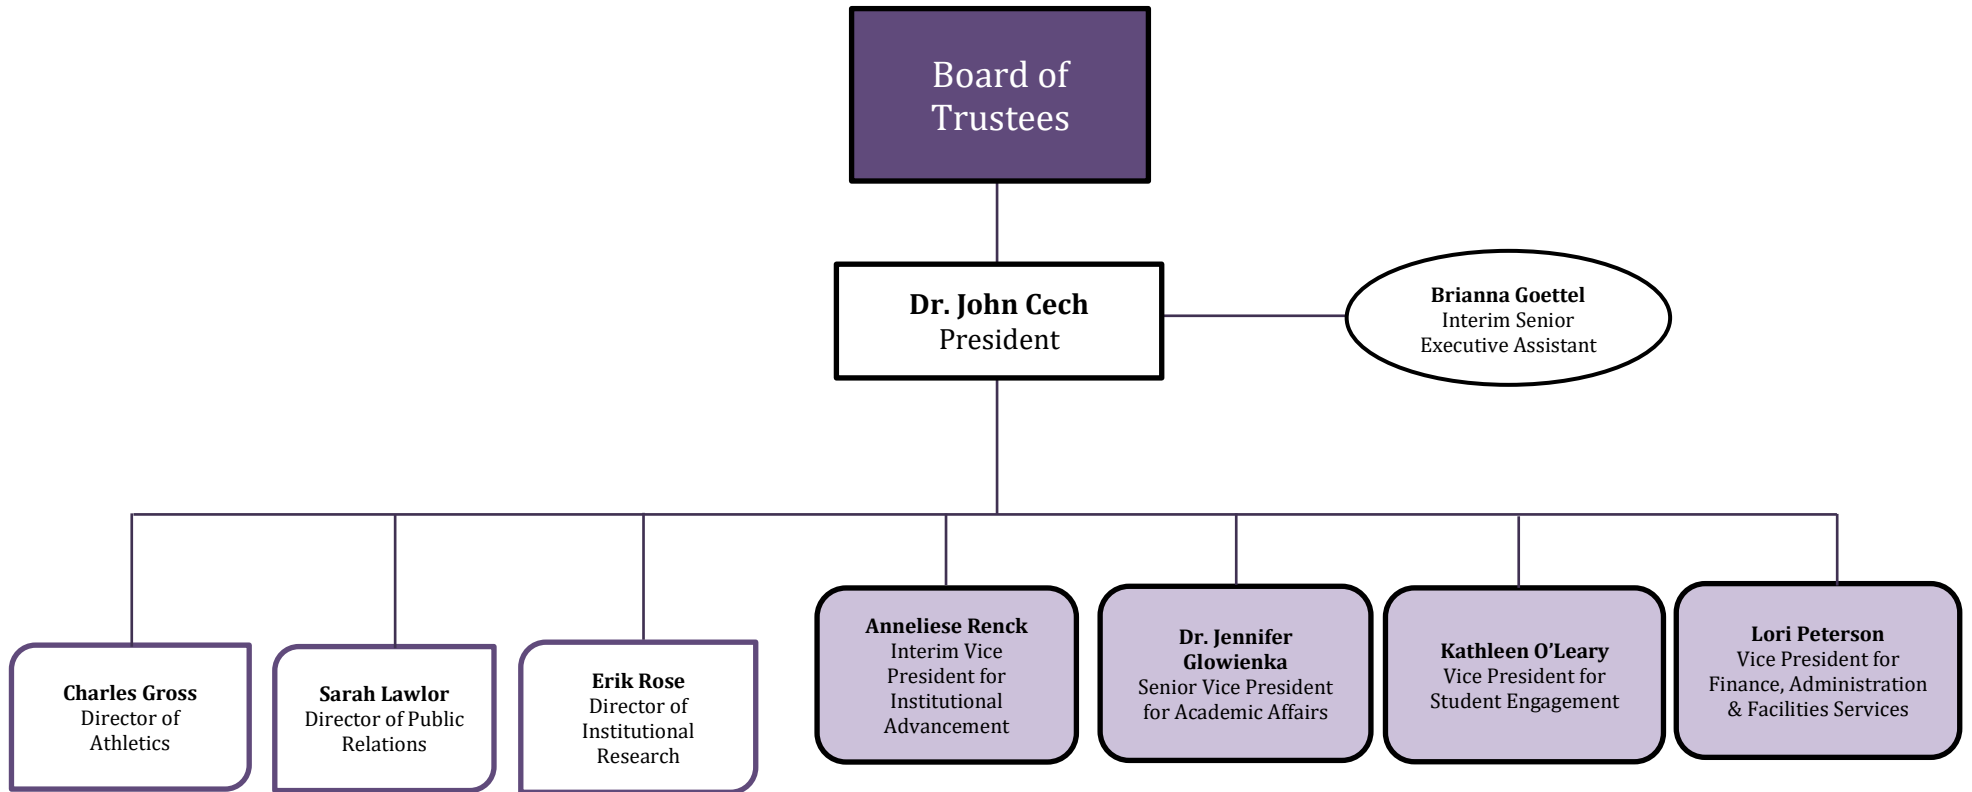 Board of
Trustees
Dr. John Cech
President
Brianna Goettel
Interim Senior
Executive Assistant
Charles Gross
Director of
Athletics
Sarah Lawlor
Director of Public
Relations
Erik Rose
Director of
Institutional
Research
Anneliese Renck
Interim Vice
President for
Institutional
Advancement
Dr. Jennifer
Glowienka
Senior Vice President
for Academic Affairs
Kathleen O’Leary
Vice President for
Student Engagement
Lori Peterson
Vice President for
Finance, Administration
& Facilities Services